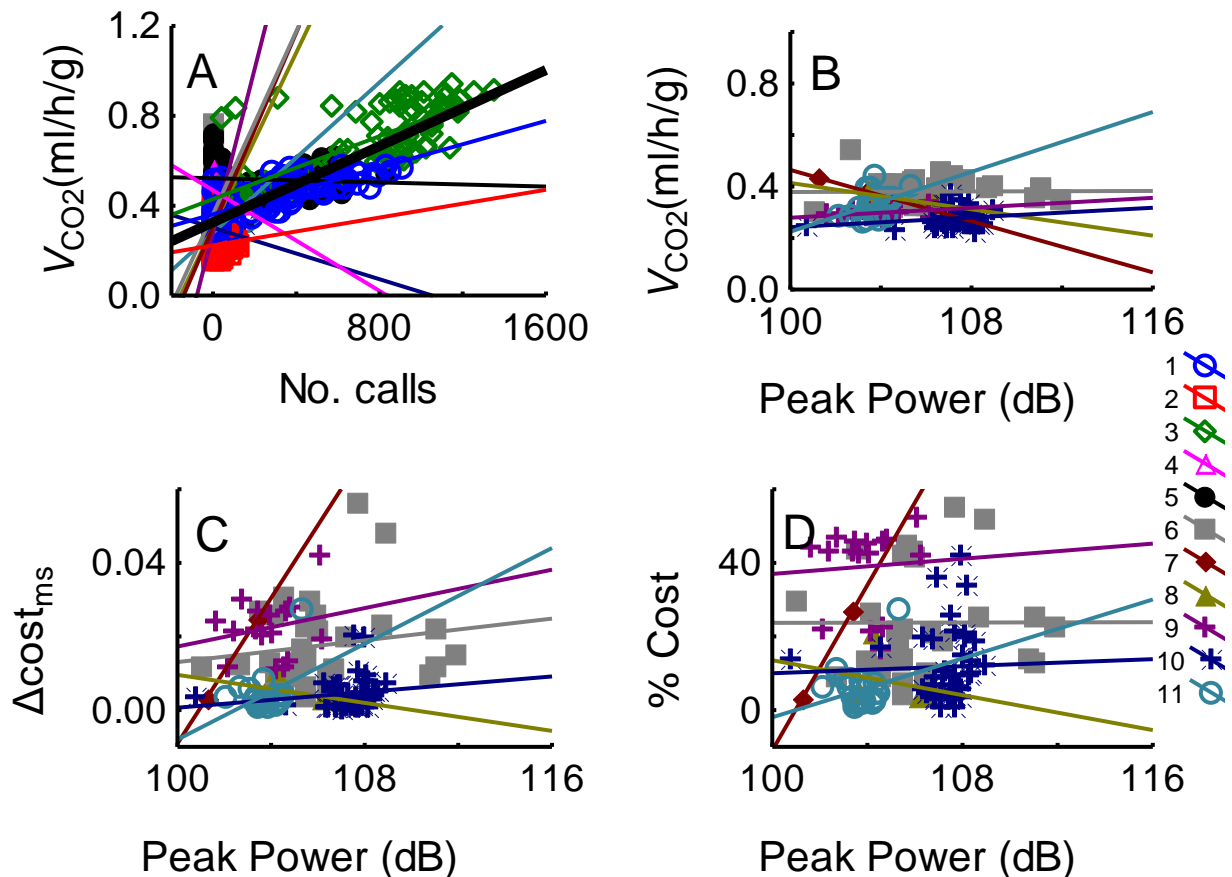 A
1.2
0.8
0.4
0.0
VCO2(ml/h/g)
0 800 1600
No. calls
B
0.8
0.4
0.0
VCO2(ml/h/g)
100 108 116
Peak Power (dB)
C
0.04
0.00
Δcostms
100 108 116
Peak Power (dB)
D
40
0
% Cost
100 108 116
Peak Power (dB)
1
2
3
4
5
6
7
8
9
10
11